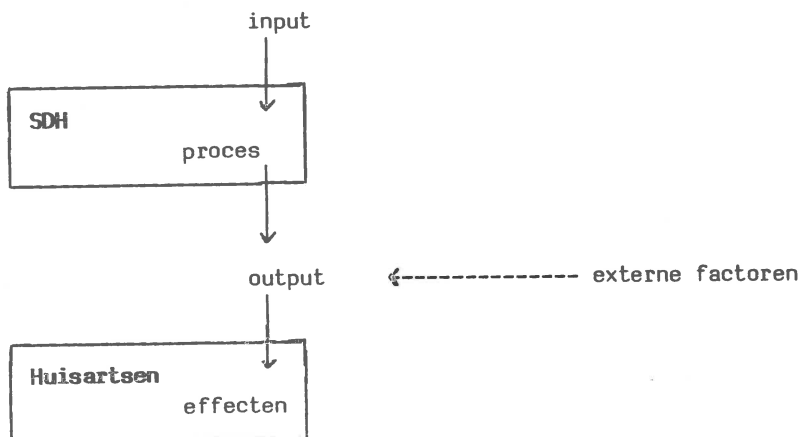 input
SDH
proces
output
externe factoren
Huisartsen
effecten